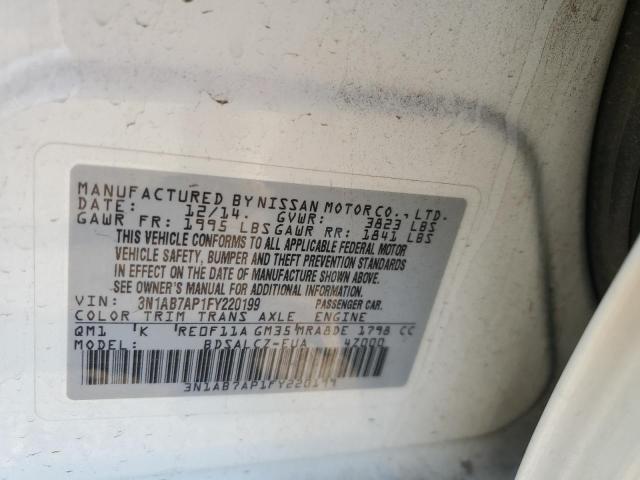 MANUFACTURED BY NISSAN MOTOR CO., LTD.
DATE: 12/14. GVWR: 3823 LBS
GAWR FR: 1995 LBS GAWR RR: 1841 LBS
THIS VEHICLE CONFORMS TO ALL APPLICABLE FEDERAL MOTOR
VEHICLE SAFETY, BUMPER AND THEFT PREVENTION STANDARDS
IN EFFECT ON THE DATE OF MANUFACTURE SHOWN ABOVE.
SEE OWNER'S MANUAL FOR ADDITIONAL INFORMATION.
VIN: 3N1AB7AP1FY220199 PASSENGER CAR.
COLOR TRIM TRANS AXLE ENGINE
QM1 K RE0F11A GM35 MRA8DE 1798 CC
MODEL: BDSALCZ-EUA 47000
3N1AB7AP1FY220199